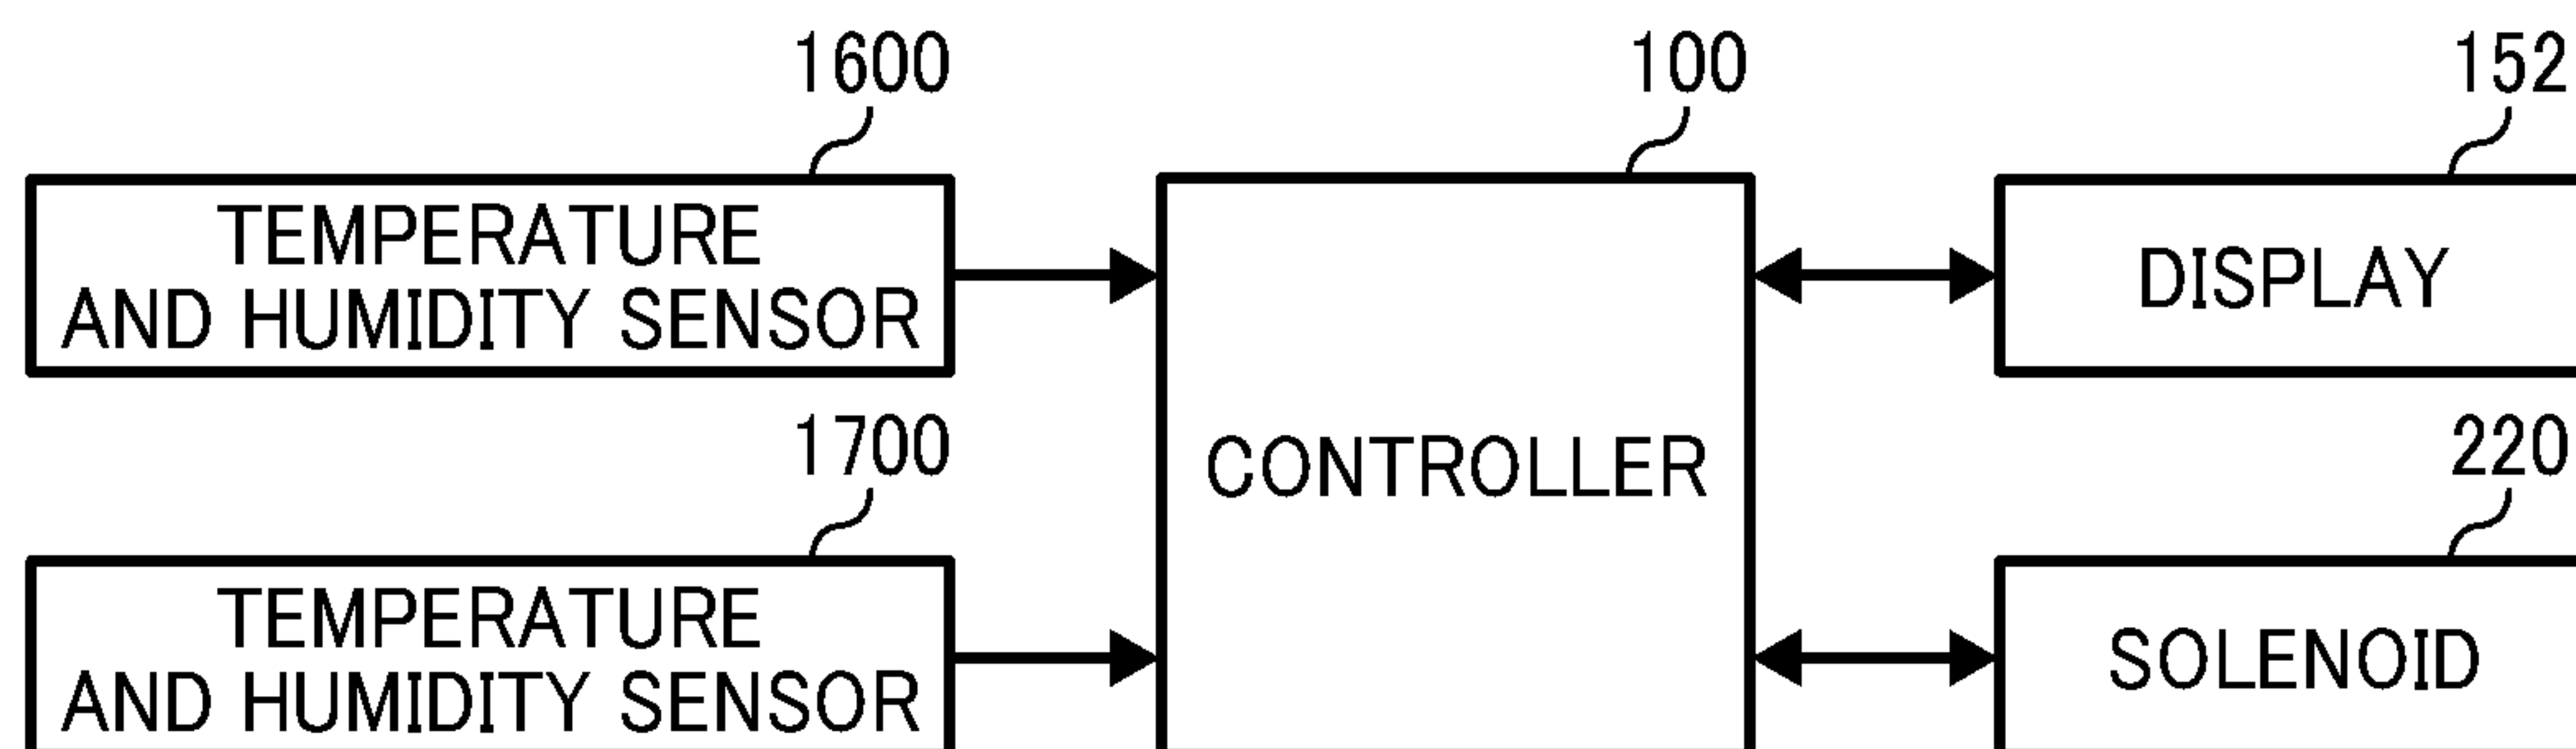 1600
TEMPERATURE
AND HUMIDITY SENSOR
1700
TEMPERATURE
AND HUMIDITY SENSOR
100
CONTROLLER
152
DISPLAY
220
SOLENOID